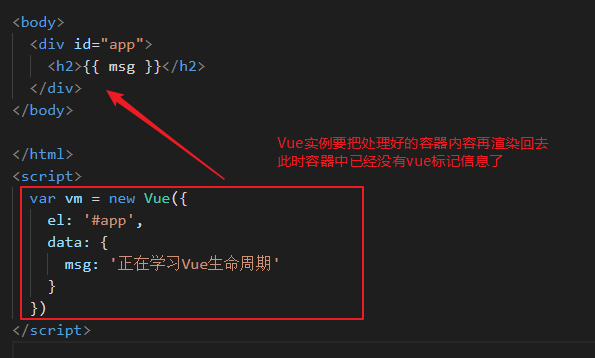 <body>
<div id="app">
<h2>{{ msg }}</h2>
</div>
</body>
Vue实例要把处理好的容器内容再渲染回去
此时容器中已经没有vue标记信息了
</html>
<script>
var vm = new Vue({
el: '#app',
data: {
msg: '正在学习Vue生命周期'
}
})
</script>